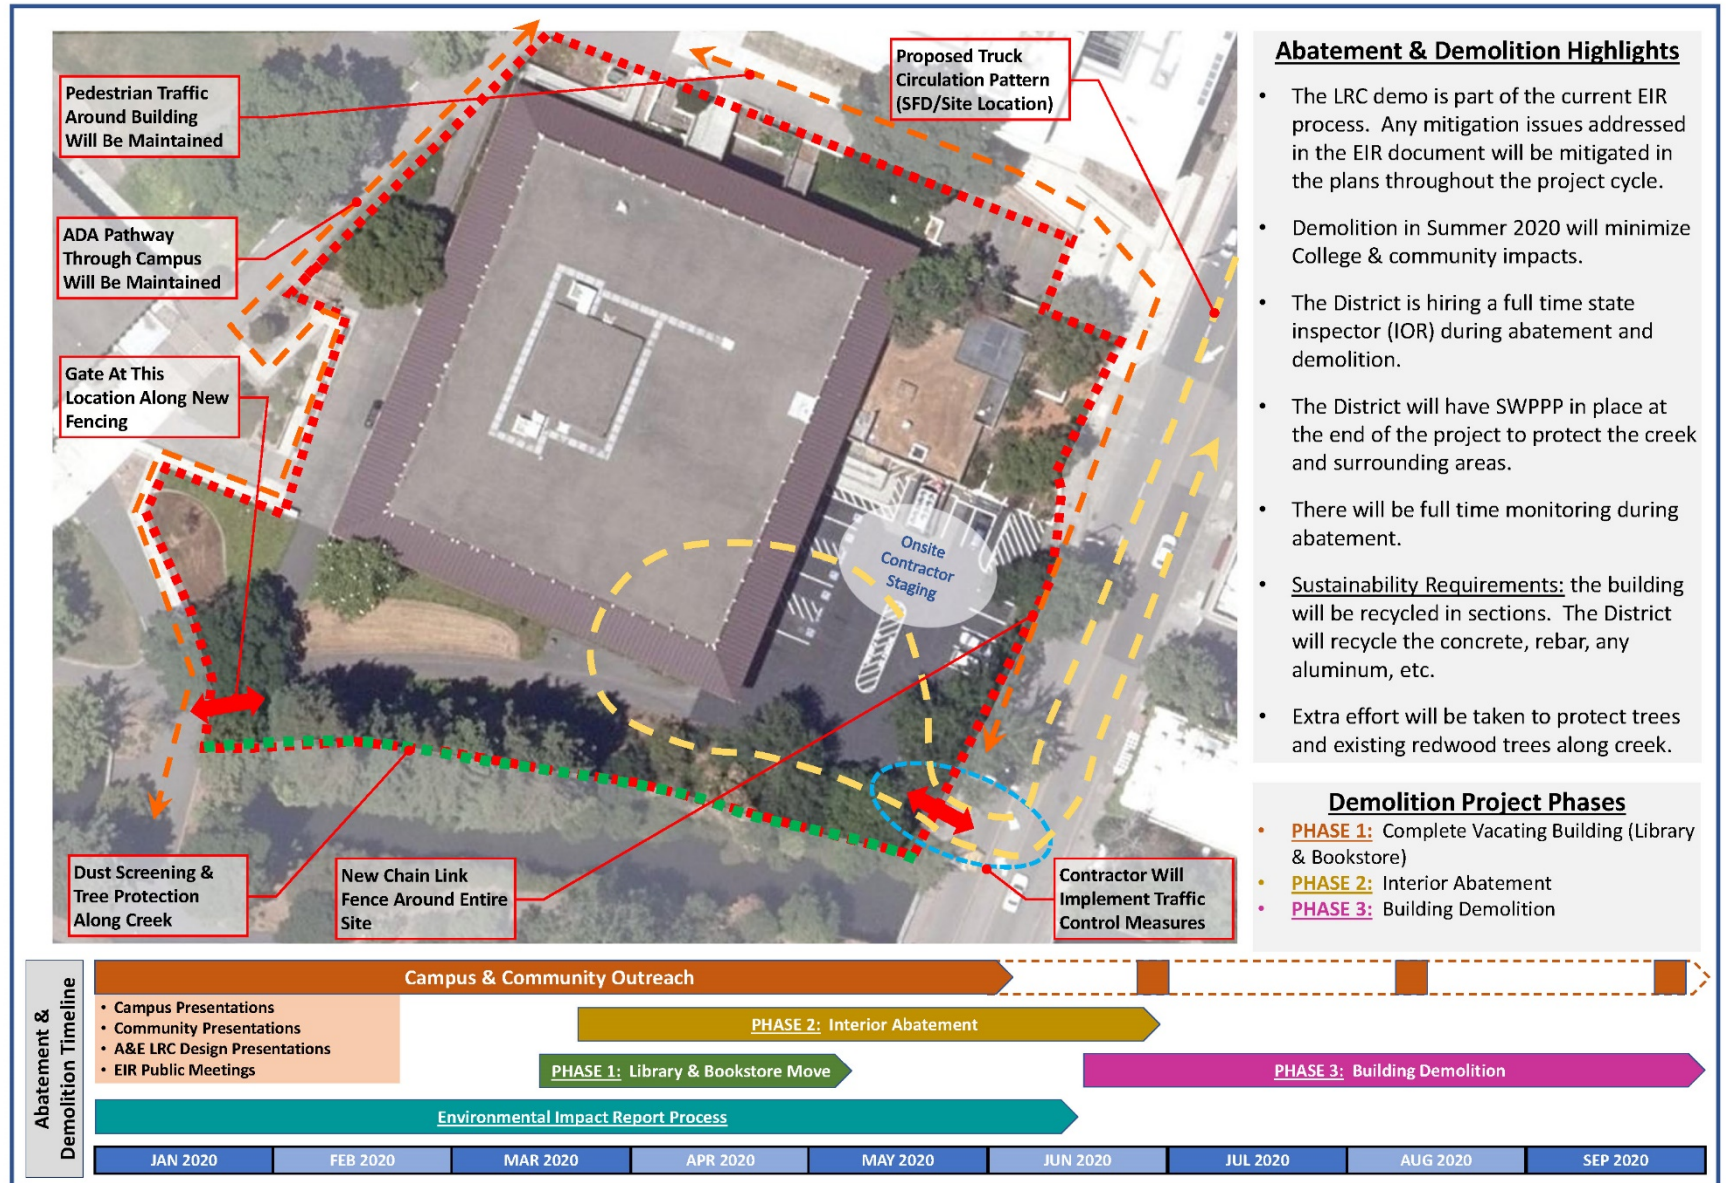 Pedestrian Traffic
Around Building
Will Be Maintained
ADA Pathway
Through Campus
Will Be Maintained
Gate At This
Location Along New
Fencing
Dust Screening &
Tree Protection
Along Creek
New Chain Link
Fence Around Entire
Site
Proposed Truck
Circulation Pattern
(SFD/Site Location)
Onsite
Contractor
Staging
Contractor Will
Implement Traffic
Control Measures
Abatement & Demolition Highlights
• The LRC demo is part of the current EIR
process. Any mitigation issues addressed
in the EIR document will be mitigated in
the plans throughout the project cycle.
• Demolition in Summer 2020 will minimize
College & community impacts.
• The District is hiring a full time state
inspector (IOR) during abatement and
demolition.
• The District will have SWPPP in place at
the end of the project to protect the creek
and surrounding areas.
• There will be full time monitoring during
abatement.
• Sustainability Requirements: the building
will be recycled in sections. The District
will recycle the concrete, rebar, any
aluminum, etc.
• Extra effort will be taken to protect trees
and existing redwood trees along creek.
Demolition Project Phases
• PHASE 1: Complete Vacating Building (Library
& Bookstore)
• PHASE 2: Interior Abatement
• PHASE 3: Building Demolition
Abatement &
Demolition Timeline
Campus & Community Outreach
• Campus Presentations
• Community Presentations
• A&E LRC Design Presentations
• EIR Public Meetings
PHASE 2: Interior Abatement
PHASE 1: Library & Bookstore Move
PHASE 3: Building Demolition
Environmental Impact Report Process
JAN 2020
FEB 2020
MAR 2020
APR 2020
MAY 2020
JUN 2020
JUL 2020
AUG 2020
SEP 2020